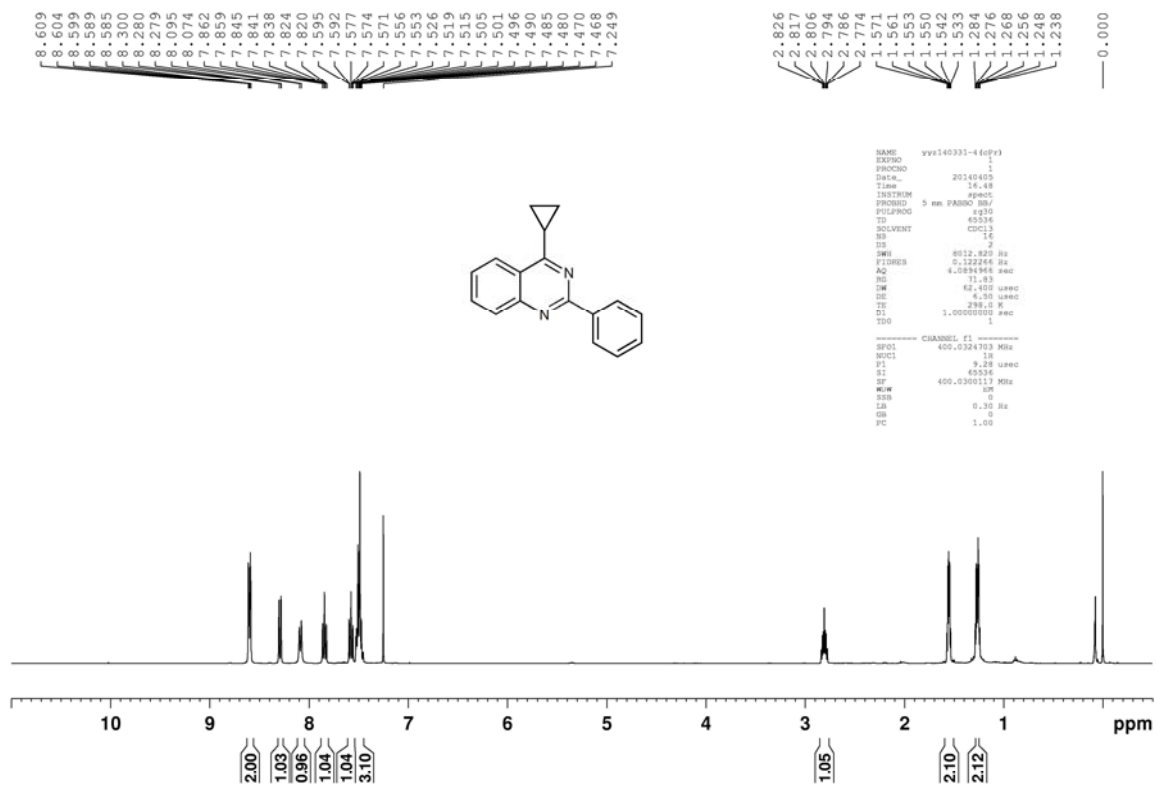 8.609
8.604
8.599
8.589
8.585
8.300
8.280
8.279
8.095
8.074
7.862
7.859
7.845
7.841
7.838
7.824
7.820
7.595
7.592
7.577
7.574
7.571
7.556
7.553
7.526
7.519
7.515
7.505
7.501
7.496
7.490
7.485
7.480
7.470
7.468
7.249
2.826
2.817
2.806
2.794
2.786
2.774
1.571
1.561
1.553
1.550
1.542
1.533
1.284
1.276
1.268
1.256
1.248
1.238
0.000
NAME yyz140331-4(cPr)
EXPNO 1
PROCNO 1
Date_ 20140405
Time 16.48
INSTRUM spect
PROBHD 5 mm PABBO BB/
PULPROG zg30
TD 65536
SOLVENT CDCl3
NS 16
DS 2
SWH 8012.820 Hz
FIDRES 0.122266 Hz
AQ 4.0894966 sec
RG 71.83
DW 62.400 usec
DE 6.50 usec
TE 298.0 K
D1 1.00000000 sec
TD0 1
======== CHANNEL f1 ========
SFO1 400.0324703 MHz
NUC1 1H
P1 9.28 usec
SI 65536
SF 400.0300117 MHz
WDW EM
SSB 0
LB 0.30 Hz
GB 0
PC 1.00
N
N
10 9 8 7 6 5 4 3 2 1 ppm
2.00 1.03 0.96 1.04 1.04 3.10 1.05 2.10 2.12